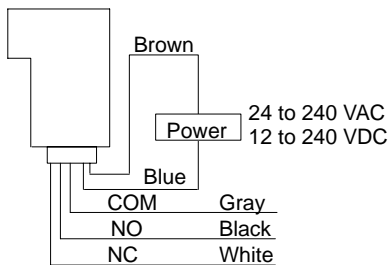 Brown
24 to 240 VAC
Power 12 to 240 VDC
Blue
COM Gray
NO Black
NC White